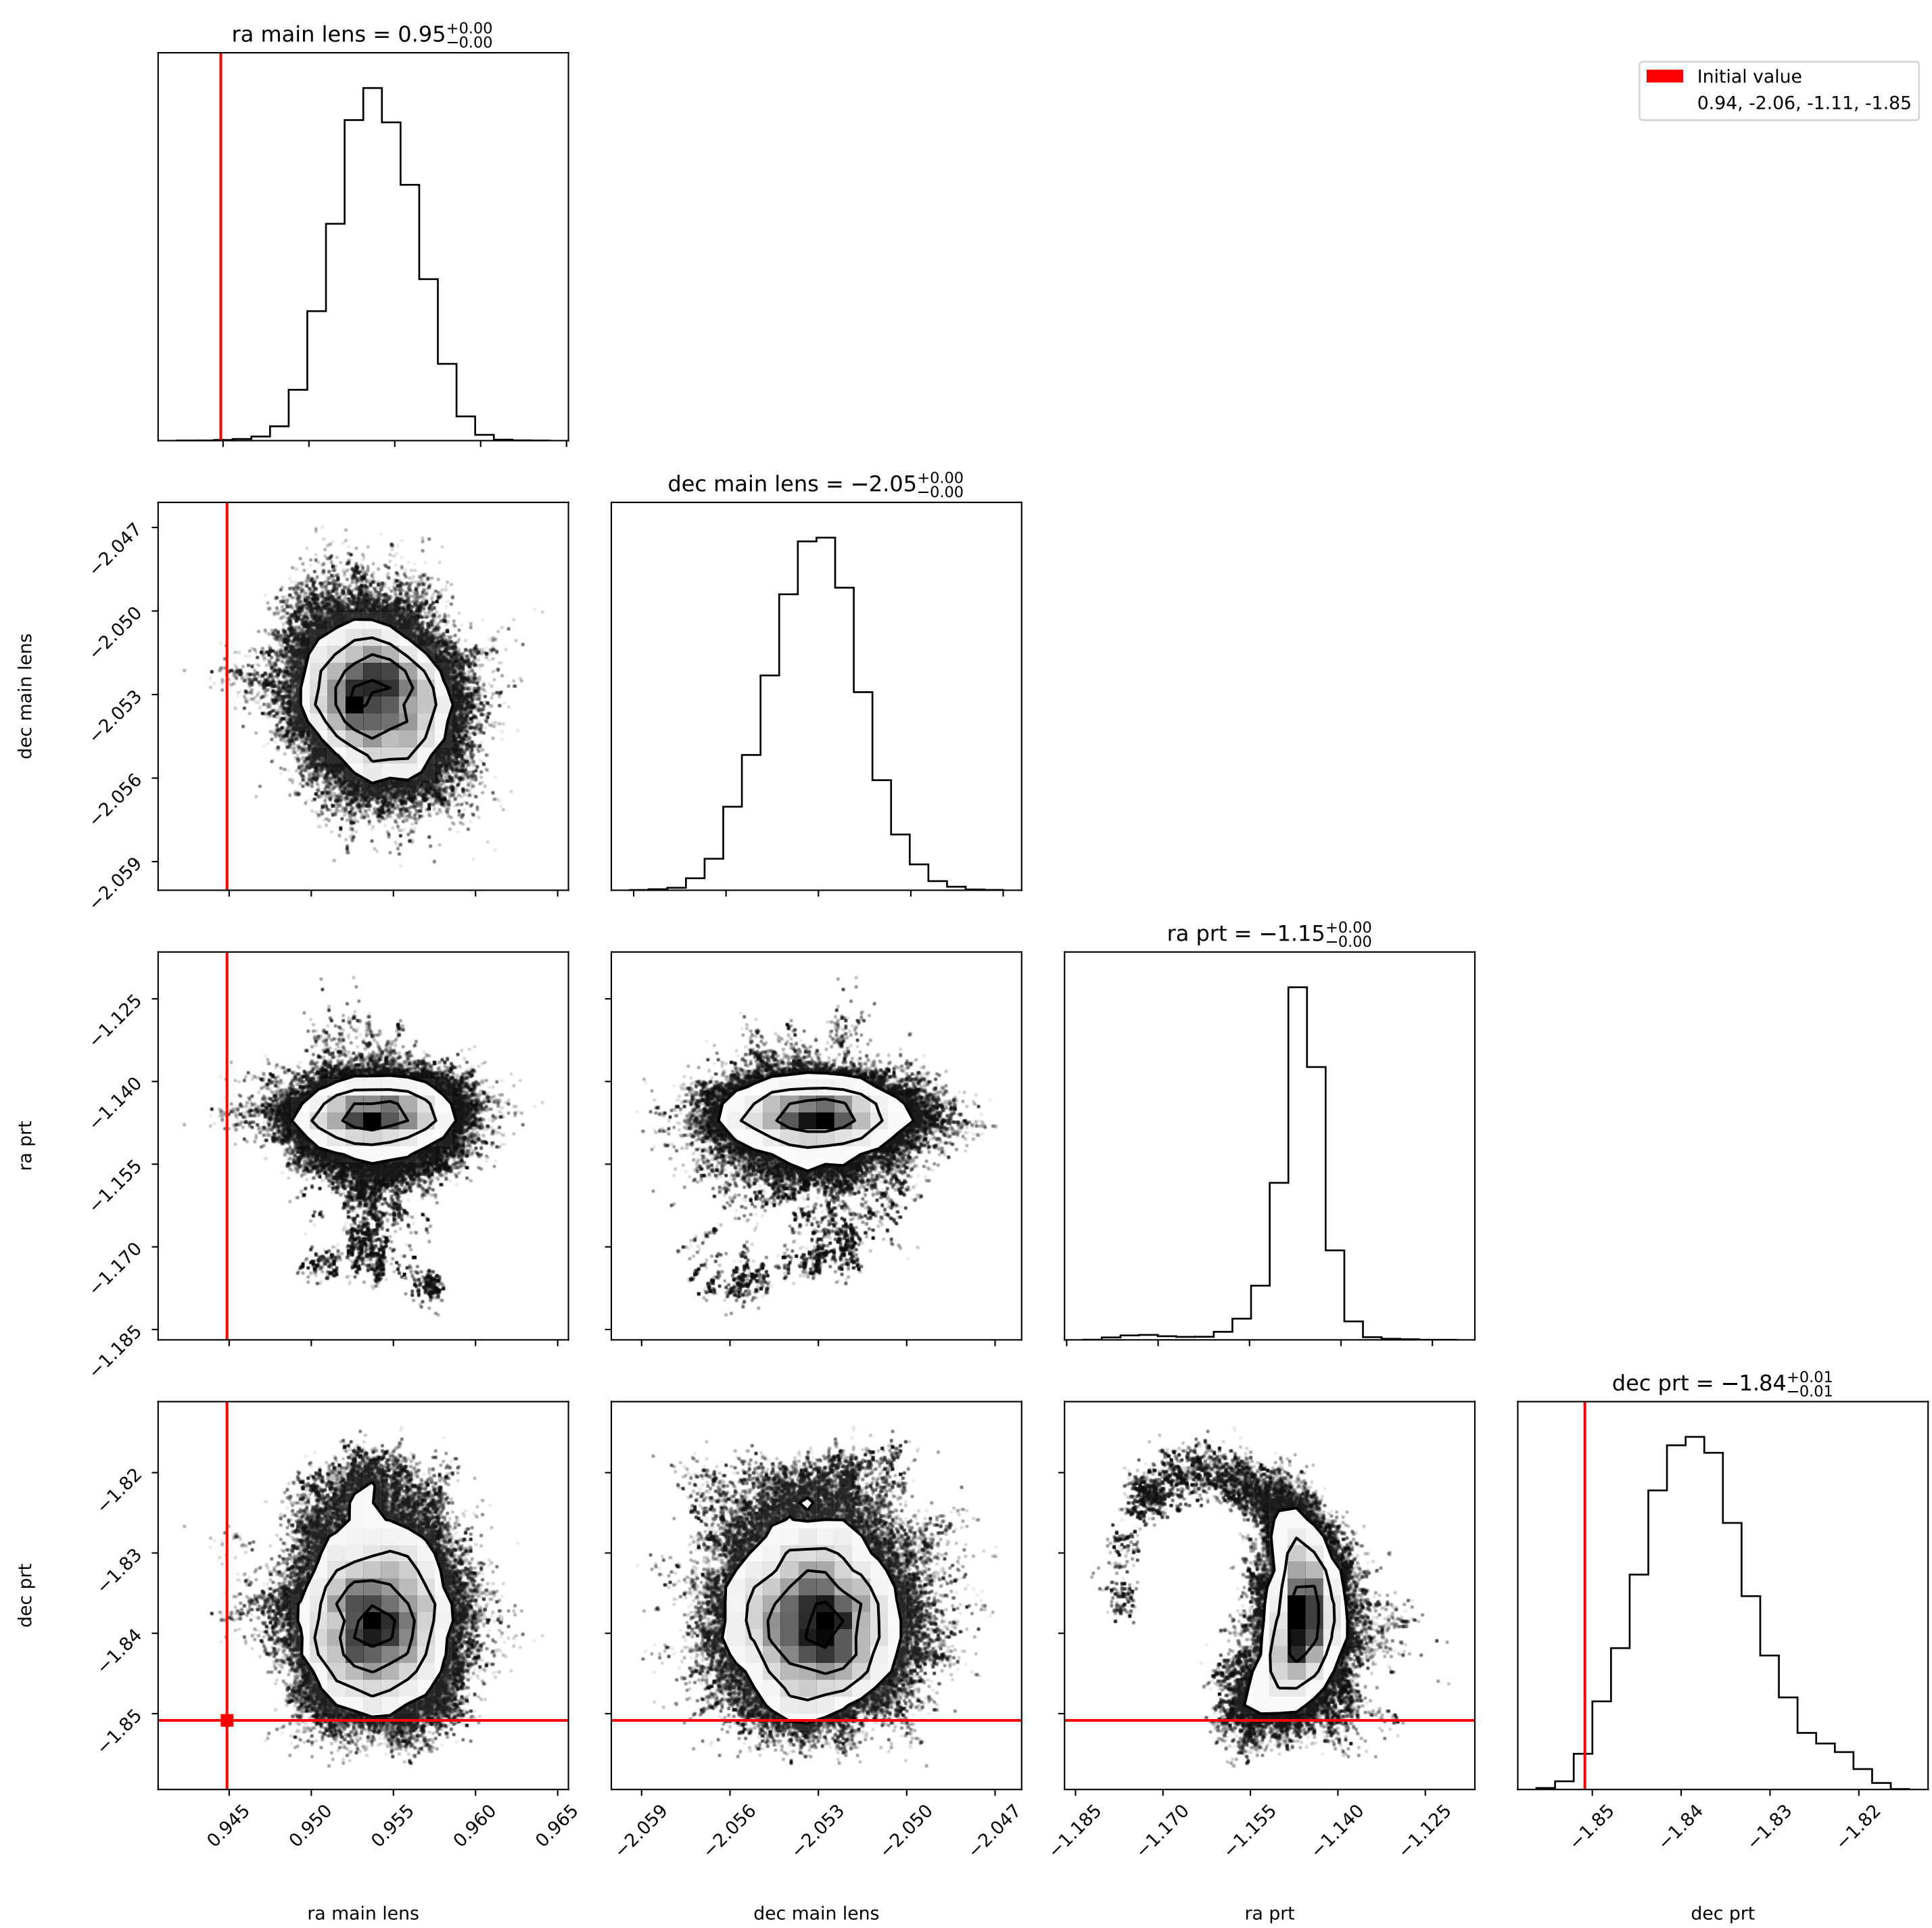 ra main lens = 0.95+0.00−0.00
Initial value
0.94, -2.06, -1.11, -1.85
dec main lens = −2.05+0.00−0.00
dec main lens
−2.047
−2.050
−2.053
−2.056
−2.059
ra prt = −1.15+0.00−0.00
ra prt
−1.125
−1.140
−1.155
−1.170
−1.185
dec prt = −1.84+0.01−0.01
dec prt
−1.82
−1.83
−1.84
−1.85
0.945 0.950 0.955 0.960 0.965 −2.059 −2.056 −2.053 −2.050 −2.047 −1.185 −1.170 −1.155 −1.140 −1.125 −1.85 −1.84 −1.83 −1.82
ra main lens dec main lens ra prt dec prt